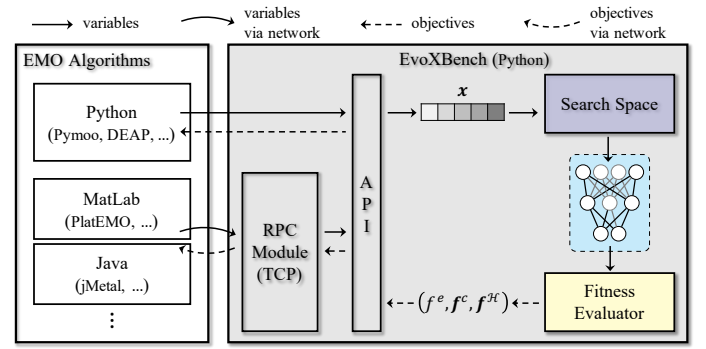 variables
variables
via network
objectives
objectives
via network
EMO Algorithms
EvoXBench (Python)
Python
(Pymoo, DEAP, ...)
MatLab
(PlatEMO, ...)
Java
(jMetal, ...)
⋮
RPC
Module
(TCP)
A
P
I
x
Search Space
(f^e, f^c, f^ℋ)
Fitness
Evaluator